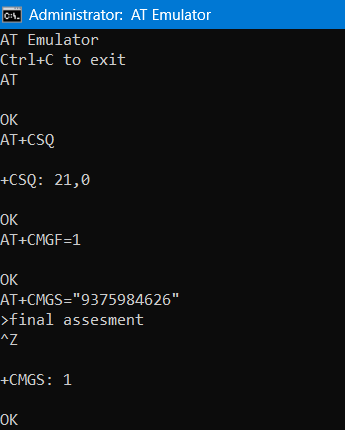 C:\. Administrator: AT Emulator
AT Emulator
Ctrl+C to exit
AT
OK
AT+CSQ
+CSQ: 21,0
OK
AT+CMGF=1
OK
AT+CMGS="9375984626"
>final assesment
^Z
+CMGS: 1
OK